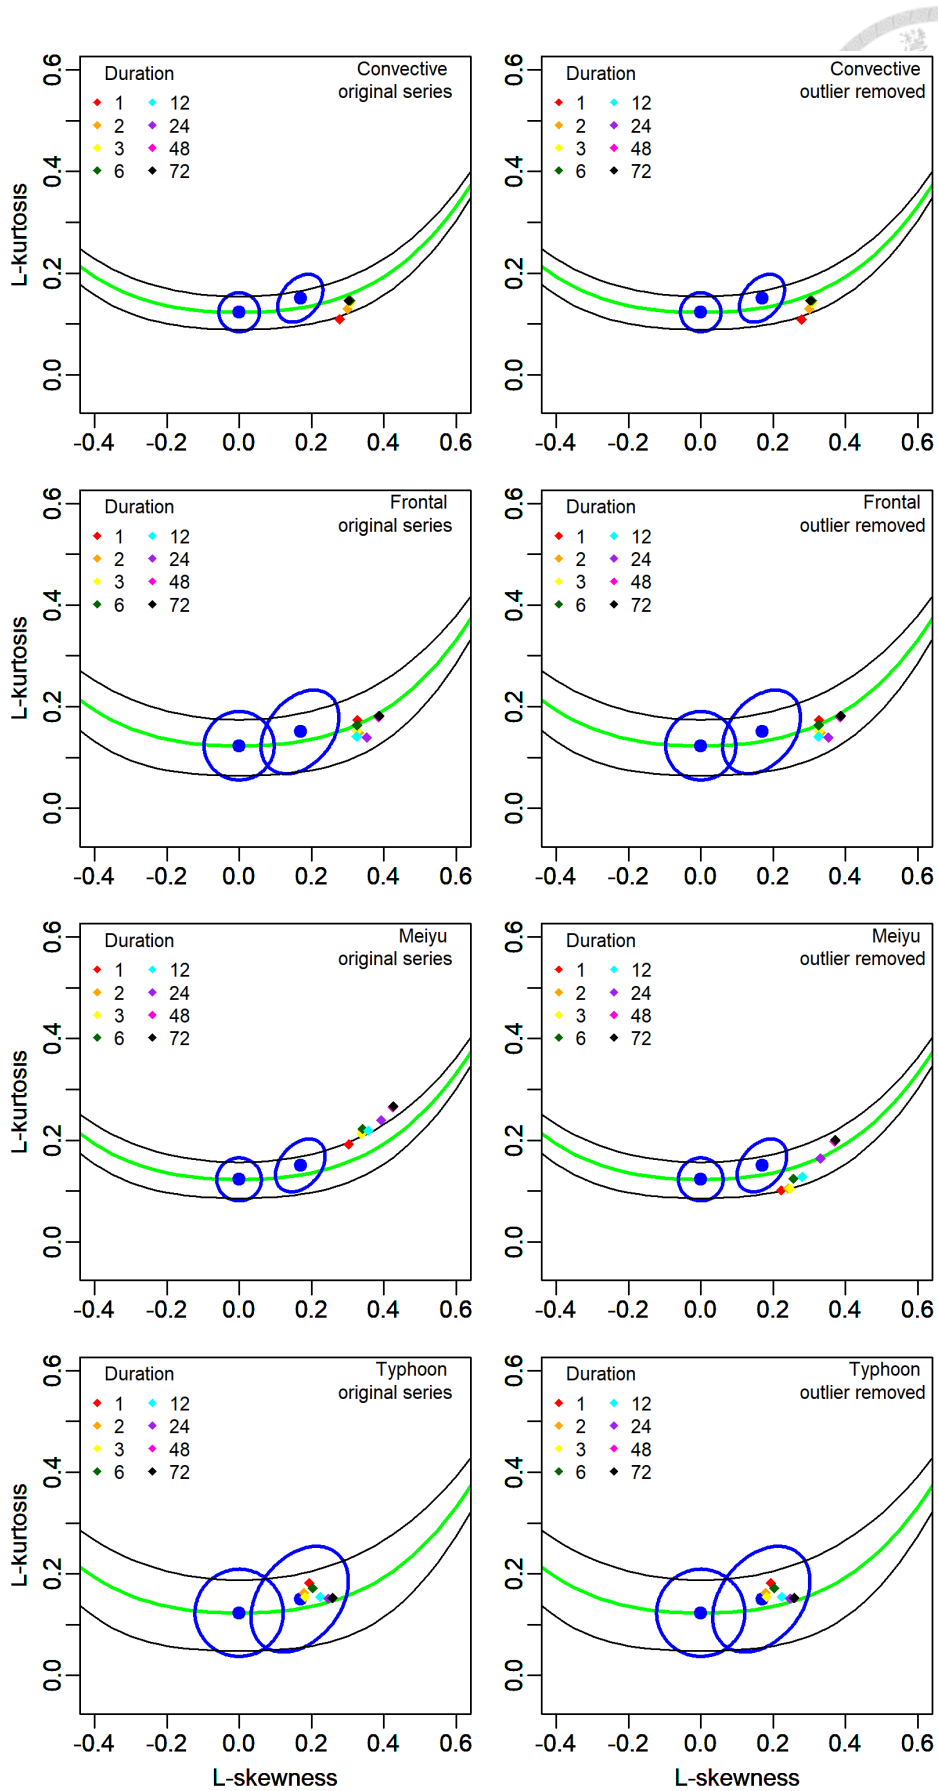 Duration
Convective
original series
1 12
2 24
3 48
6 72
L-kurtosis
0.0 0.2 0.4 0.6
-0.4 -0.2 0.0 0.2 0.4 0.6
Duration
Convective
outlier removed
1 12
2 24
3 48
6 72
0.0 0.2 0.4 0.6
-0.4 -0.2 0.0 0.2 0.4 0.6
Duration
Frontal
original series
1 12
2 24
3 48
6 72
L-kurtosis
0.0 0.2 0.4 0.6
-0.4 -0.2 0.0 0.2 0.4 0.6
Duration
Frontal
outlier removed
1 12
2 24
3 48
6 72
0.0 0.2 0.4 0.6
-0.4 -0.2 0.0 0.2 0.4 0.6
Duration
Meiyu
original series
1 12
2 24
3 48
6 72
L-kurtosis
0.0 0.2 0.4 0.6
-0.4 -0.2 0.0 0.2 0.4 0.6
Duration
Meiyu
outlier removed
1 12
2 24
3 48
6 72
0.0 0.2 0.4 0.6
-0.4 -0.2 0.0 0.2 0.4 0.6
Duration
Typhoon
original series
1 12
2 24
3 48
6 72
L-kurtosis
0.0 0.2 0.4 0.6
-0.4 -0.2 0.0 0.2 0.4 0.6
L-skewness
Duration
Typhoon
outlier removed
1 12
2 24
3 48
6 72
0.0 0.2 0.4 0.6
-0.4 -0.2 0.0 0.2 0.4 0.6
L-skewness